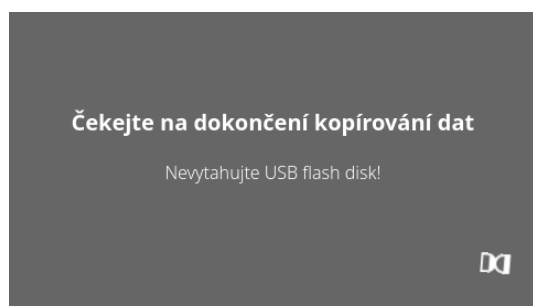 Čekejte na dokončení kopírování dat
Nevytahujte USB flash disk!